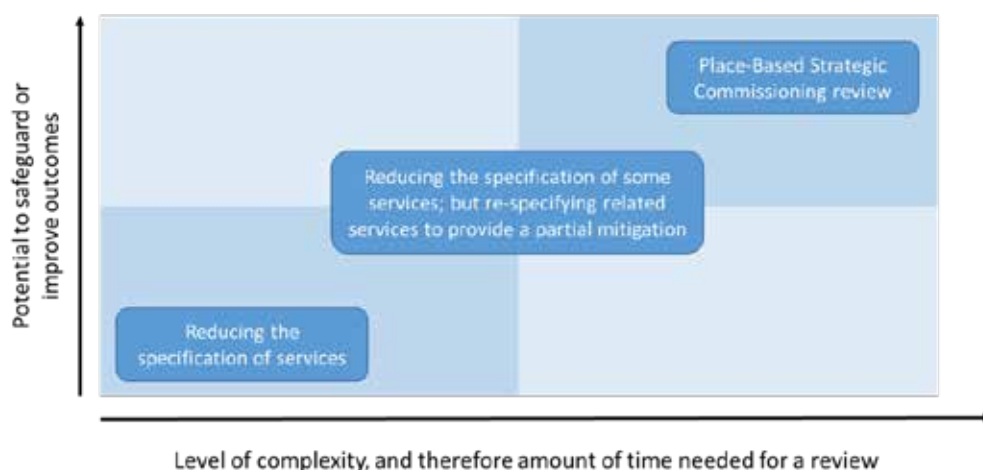 Potential to safeguard or
improve outcomes
Place-Based Strategic
Commissioning review
Reducing the specification of some
services; but re-specifying related
services to provide a partial mitigation
Reducing the
specification of services
Level of complexity, and therefore amount of time needed for a review